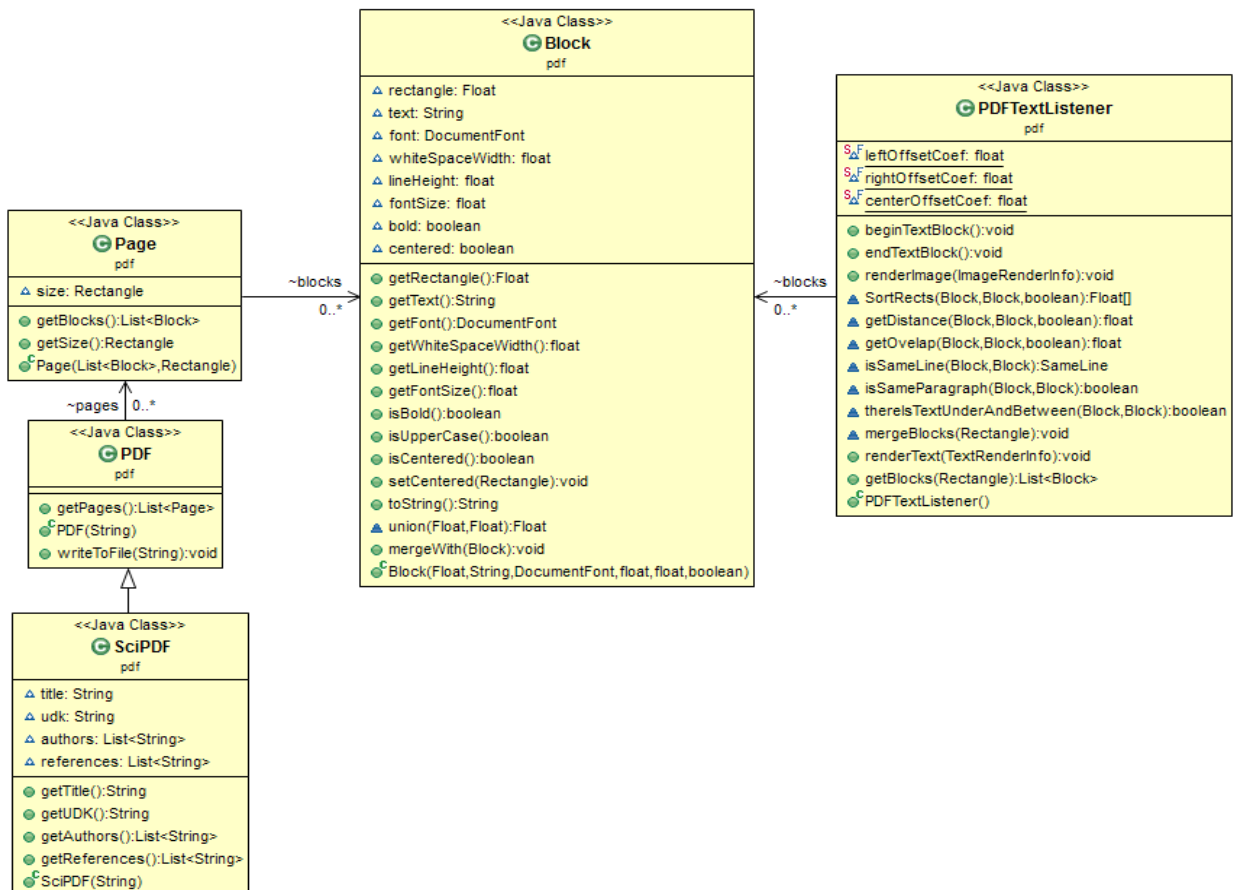 <<Java Class>>
Block
pdf
rectangle: Float
text: String
font: DocumentFont
whiteSpaceWidth: float
lineHeight: float
fontSize: float
bold: boolean
centered: boolean
getRectangle():Float
getText():String
getFont():DocumentFont
getWhiteSpaceWidth():float
getLineHeight():float
getFontSize():float
isBold():boolean
isUpperCase():boolean
isCentered():boolean
setCentered(Rectangle):void
toString():String
union(Float,Float):Float
mergeWith(Block):void
Block(Float,String,DocumentFont,float,float,boolean)
<<Java Class>>
PDFTextListener
pdf
leftOffsetCoef: float
rightOffsetCoef: float
centerOffsetCoef: float
beginTextBlock():void
endTextBlock():void
renderImage(ImageRenderInfo):void
SortRects(Block,Block,boolean):Float[]
getDistance(Block,Block,boolean):float
getOvelap(Block,Block,boolean):float
isSameLine(Block,Block):SameLine
isSameParagraph(Block,Block):boolean
thereIsTextUnderAndBetween(Block,Block):boolean
mergeBlocks(Rectangle):void
renderText(TextRenderInfo):void
getBlocks(Rectangle):List<Block>
PDFTextListener()
~blocks
0..*
<<Java Class>>
Page
pdf
size: Rectangle
getBlocks():List<Block>
getSize():Rectangle
Page(List<Block>,Rectangle)
~blocks
0..*
~pages 0..*
<<Java Class>>
PDF
pdf
getPages():List<Page>
PDF(String)
writeToFile(String):void
<<Java Class>>
SciPDF
pdf
title: String
udk: String
authors: List<String>
references: List<String>
getTitle():String
getUDK():String
getAuthors():List<String>
getReferences():List<String>
SciPDF(String)